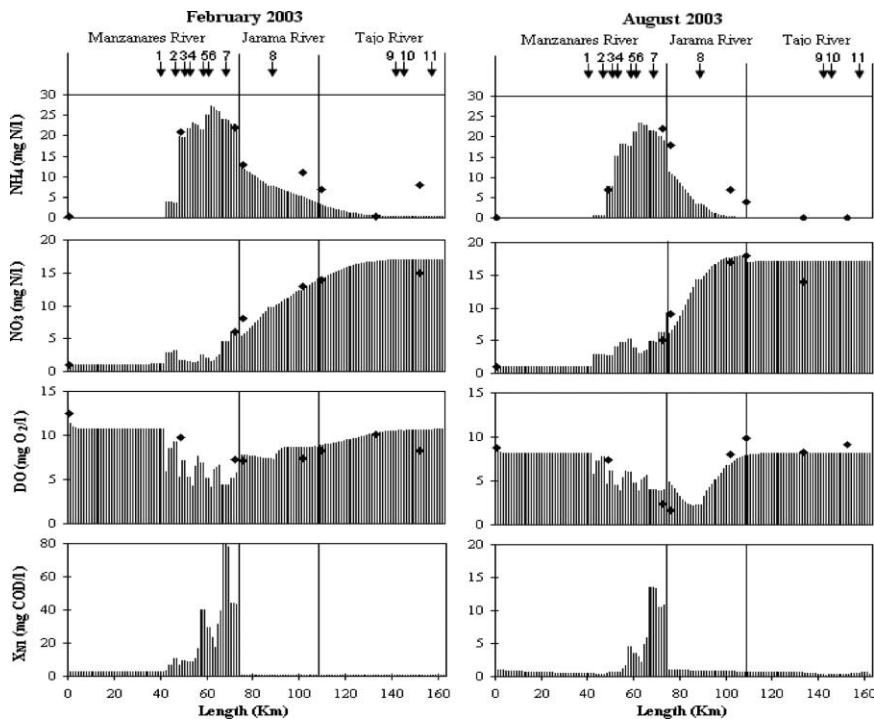 February 2003
August 2003
Manzanares River
Jarama River
Tajo River
Manzanares River
Jarama River
Tajo River
1 2 3 4 5 6 7 8 9 10 11
1 2 3 4 5 6 7 8 9 10 11
NH4 (mg N/l)
30
25
20
15
10
5
0
30
25
20
15
10
5
0
NO3 (mg N/l)
20
15
10
5
0
20
15
10
5
0
DO (mg O2/l)
15
10
5
0
15
10
5
0
XN1 (mg COD/l)
80
60
40
20
0
20
15
10
5
0
0 20 40 60 80 100 120 140 160
0 20 40 60 80 100 120 140 160
Length (Km)
Length (Km)